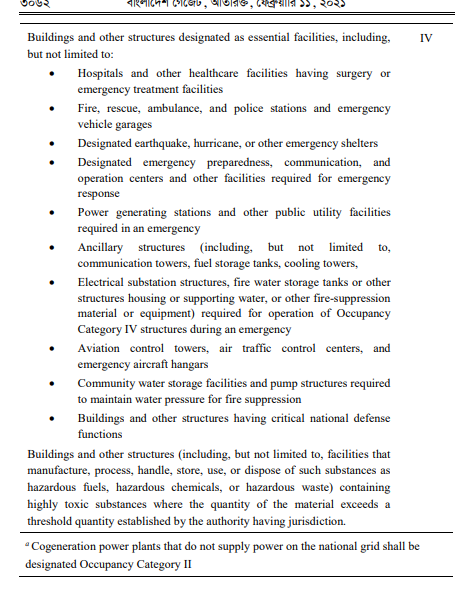 ৩০৬২ বাংলাদেশ গেজেট, অতিরিক্ত, ফেব্রুয়ারি ১১, ২০২১
Buildings and other structures designated as essential facilities, including, IV
but not limited to:
• Hospitals and other healthcare facilities having surgery or
emergency treatment facilities
• Fire, rescue, ambulance, and police stations and emergency
vehicle garages
• Designated earthquake, hurricane, or other emergency shelters
• Designated emergency preparedness, communication, and
operation centers and other facilities required for emergency
response
• Power generating stations and other public utility facilities
required in an emergency
• Ancillary structures (including, but not limited to,
communication towers, fuel storage tanks, cooling towers,
• Electrical substation structures, fire water storage tanks or other
structures housing or supporting water, or other fire-suppression
material or equipment) required for operation of Occupancy
Category IV structures during an emergency
• Aviation control towers, air traffic control centers, and
emergency aircraft hangars
• Community water storage facilities and pump structures required
to maintain water pressure for fire suppression
• Buildings and other structures having critical national defense
functions
Buildings and other structures (including, but not limited to, facilities that
manufacture, process, handle, store, use, or dispose of such substances as
hazardous fuels, hazardous chemicals, or hazardous waste) containing
highly toxic substances where the quantity of the material exceeds a
threshold quantity established by the authority having jurisdiction.
a Cogeneration power plants that do not supply power on the national grid shall be
designated Occupancy Category II